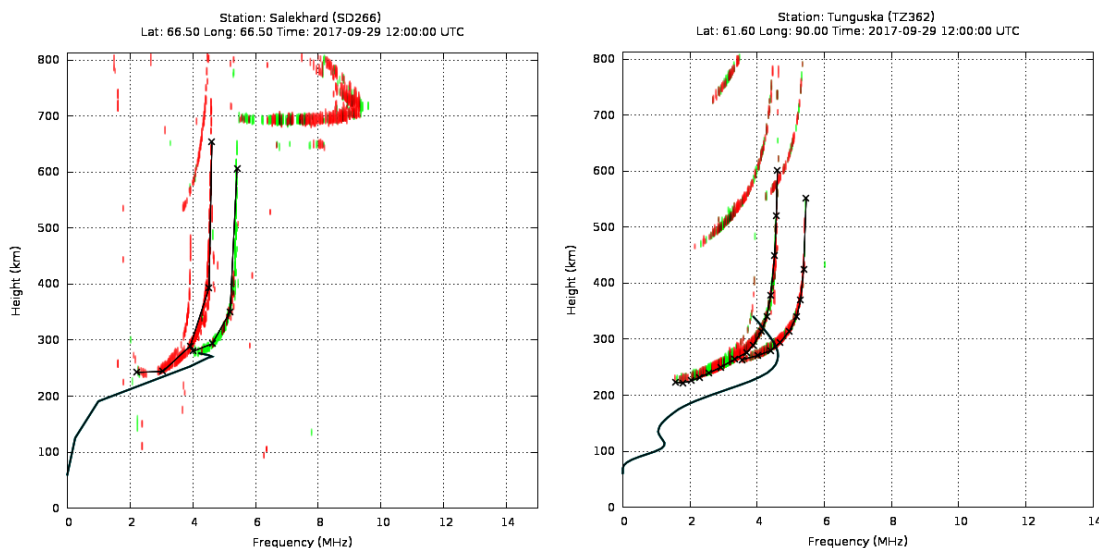 Station: Salekhard (SD266)
Lat: 66.50 Long: 66.50 Time: 2017-09-29 12:00:00 UTC
800
700
600
500
400
300
200
100
0
Height (km)
0 2 4 6 8 10 12 14
Frequency (MHz)
Station: Tunguska (TZ362)
Lat: 61.60 Long: 90.00 Time: 2017-09-29 12:00:00 UTC
800
700
600
500
400
300
200
100
0
Height (km)
0 2 4 6 8 10 12 14
Frequency (MHz)